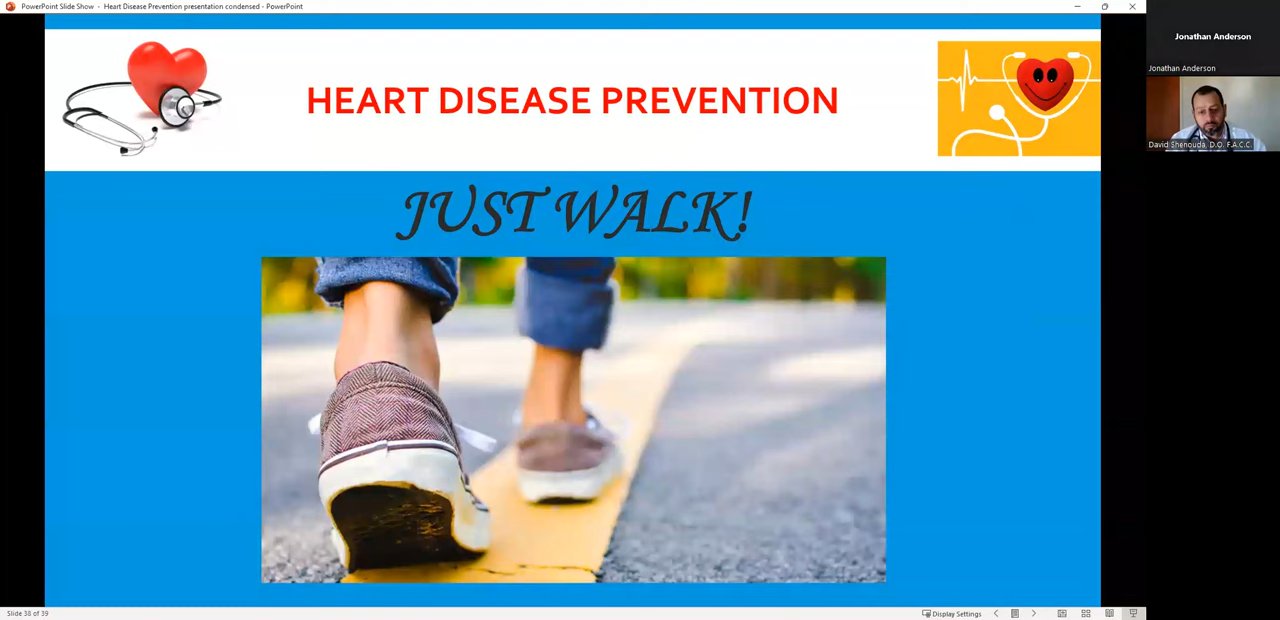 PowerPoint Slide Show - Heart Disease Prevention presentation condensed - PowerPoint
Jonathan Anderson
Jonathan Anderson
David Shenouda, D.O. F.A.C.C.
HEART DISEASE PREVENTION
JUST WALK!
Slide 38 of 39
Display Settings